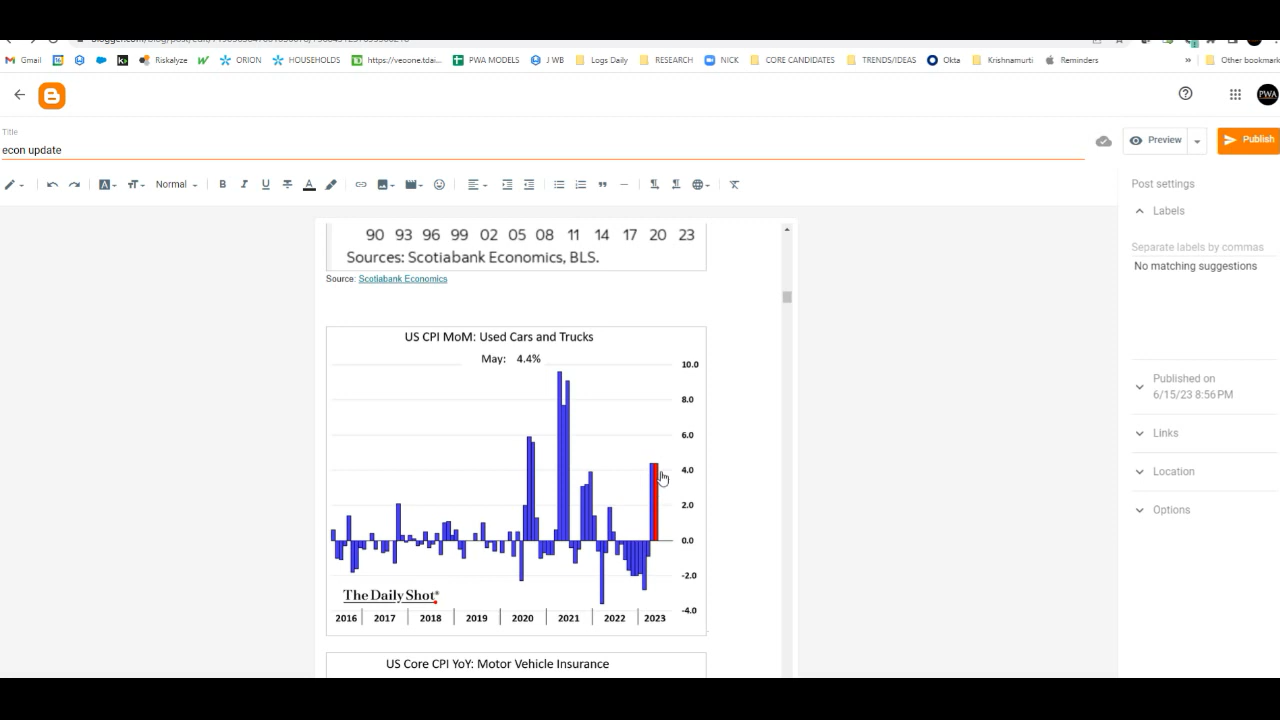 Gmail
Riskalyze
ORION
HOUSEHOLDS
https://veoone.tdai...
PWA MODELS
J WB
Logs Daily
RESEARCH
NICK
CORE CANDIDATES
TRENDS/IDEAS
Okta
Krishnamurti
Reminders
»
Other bookmark
PWA
Title
econ update
Preview
Publish
Normal
B I U A
Post settings
Labels
Separate labels by commas
No matching suggestions
Published on
6/15/23 8:56 PM
Links
Location
Options
90 93 96 99 02 05 08 11 14 17 20 23
Sources: Scotiabank Economics, BLS.
Source: Scotiabank Economics
US CPI MoM: Used Cars and Trucks
May: 4.4%
10.0
8.0
6.0
4.0
2.0
0.0
-2.0
-4.0
The Daily Shot
2016 2017 2018 2019 2020 2021 2022 2023
US Core CPI YoY: Motor Vehicle Insurance